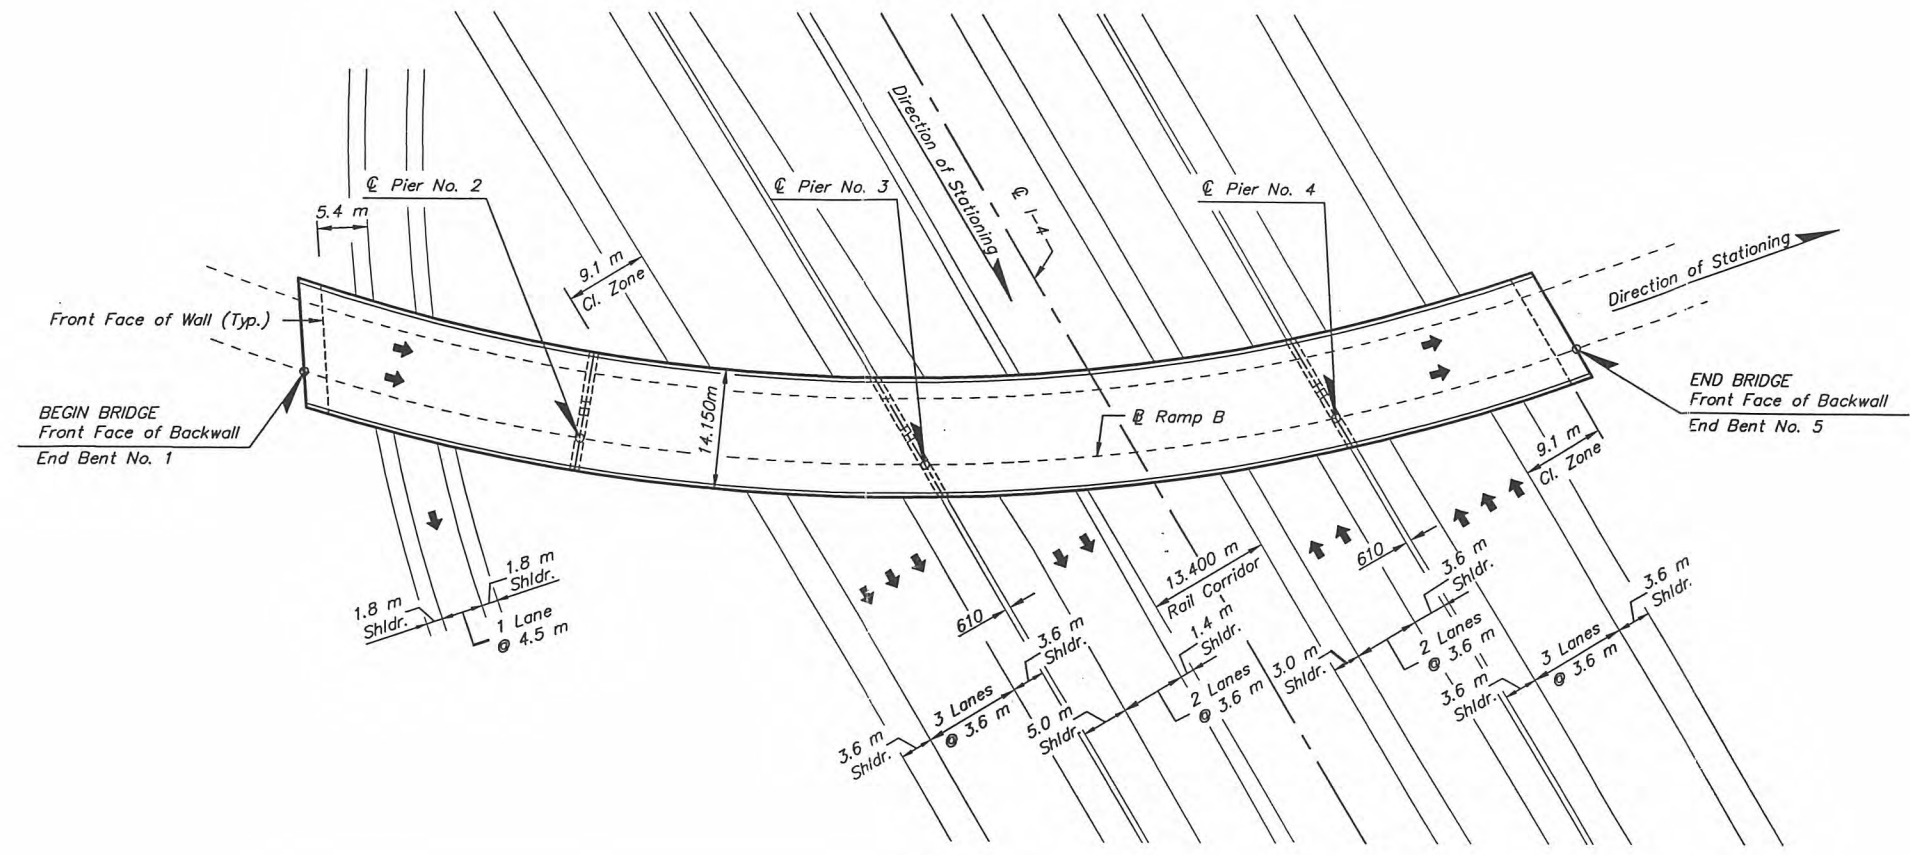 Direction of Stationing
℄ I-4
℄ Pier No. 2
℄ Pier No. 3
℄ Pier No. 4
5.4 m
9.1 m
Cl. Zone
Direction of Stationing
Front Face of Wall (Typ.)
BEGIN BRIDGE
Front Face of Backwall
End Bent No. 1
14.150m
Ramp B
END BRIDGE
Front Face of Backwall
End Bent No. 5
9.1 m
Cl. Zone
1.8 m
Shldr.
1 Lane
@ 4.5 m
1.8 m
Shldr.
3.6 m
Shldr.
3 Lanes
@ 3.6 m
610
3.6 m
Shldr.
5.0 m
Shldr.
2 Lanes
@ 3.6 m
1.4 m
Shldr.
13.400 m
Rail Corridor
3.0 m
Shldr.
2 Lanes
@ 3.6 m
610
3.6 m
Shldr.
3.6 m
Shldr.
3 Lanes
@ 3.6 m
3.6 m
Shldr.